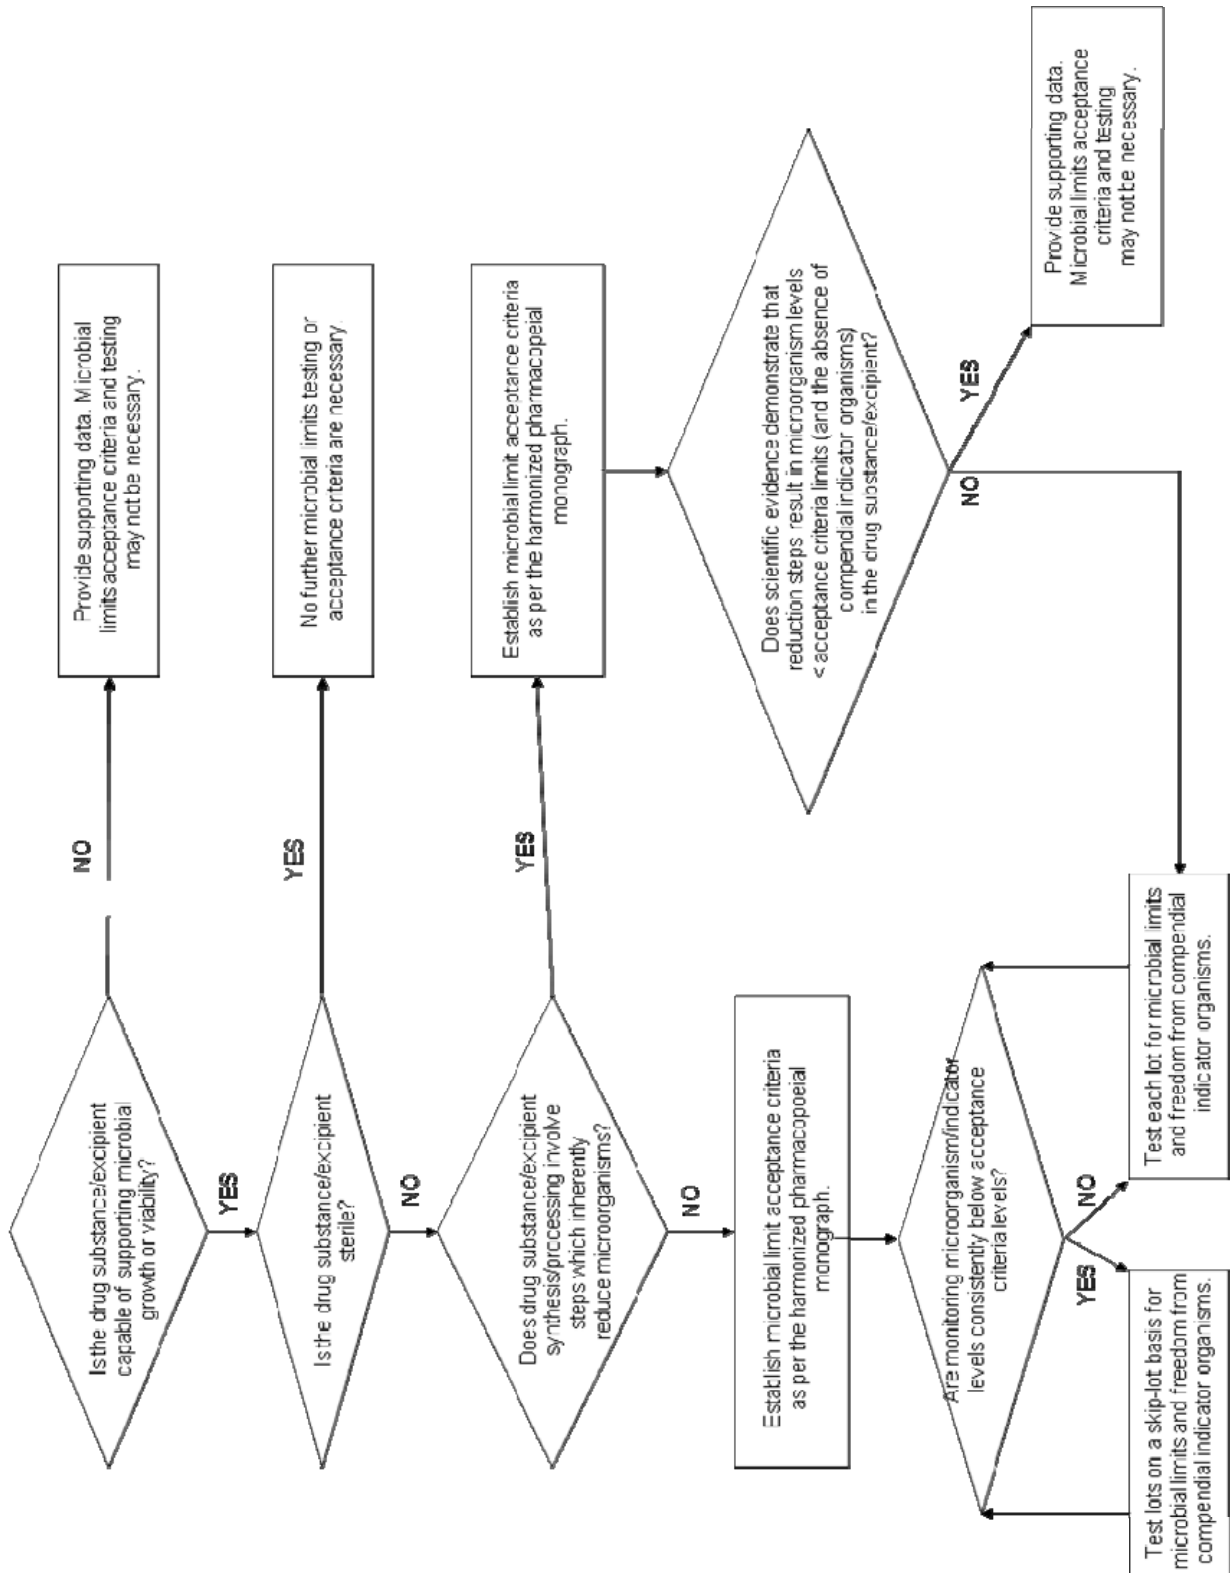 Is the drug substance/excipient
capable of supporting microbial
growth or viability?
NO
Provide supporting data. Microbial
limits acceptance criteria and testing
may not be necessary.
YES
Is the drug substance/excipient
sterile?
YES
No further microbial limits testing or
acceptance criteria are necessary.
NO
Does drug substance/excipient
synthesis/processing involve
steps which inherently
reduce microorganisms?
YES
Establish microbial limit acceptance criteria
as per the harmonized pharmacopeial
monograph.
NO
Establish microbial limit acceptance criteria
as per the harmonized pharmacopoeial
monograph.
Does scientific evidence demonstrate that
reduction steps result in microorganism levels
< acceptance criteria limits (and the absence of
compendial indicator organisms)
in the drug substance/excipient?
NO
YES
Provide supporting data.
Microbial limits acceptance
criteria and testing
may not be necessary.
Are monitoring microorganism/indicator
levels consistently below acceptance
criteria levels?
YES
NO
Test lots on a skip-lot basis for
microbial limits and freedom from
compendial indicator organisms.
Test each lot for microbial limits
and freedom from compendial
indicator organisms.